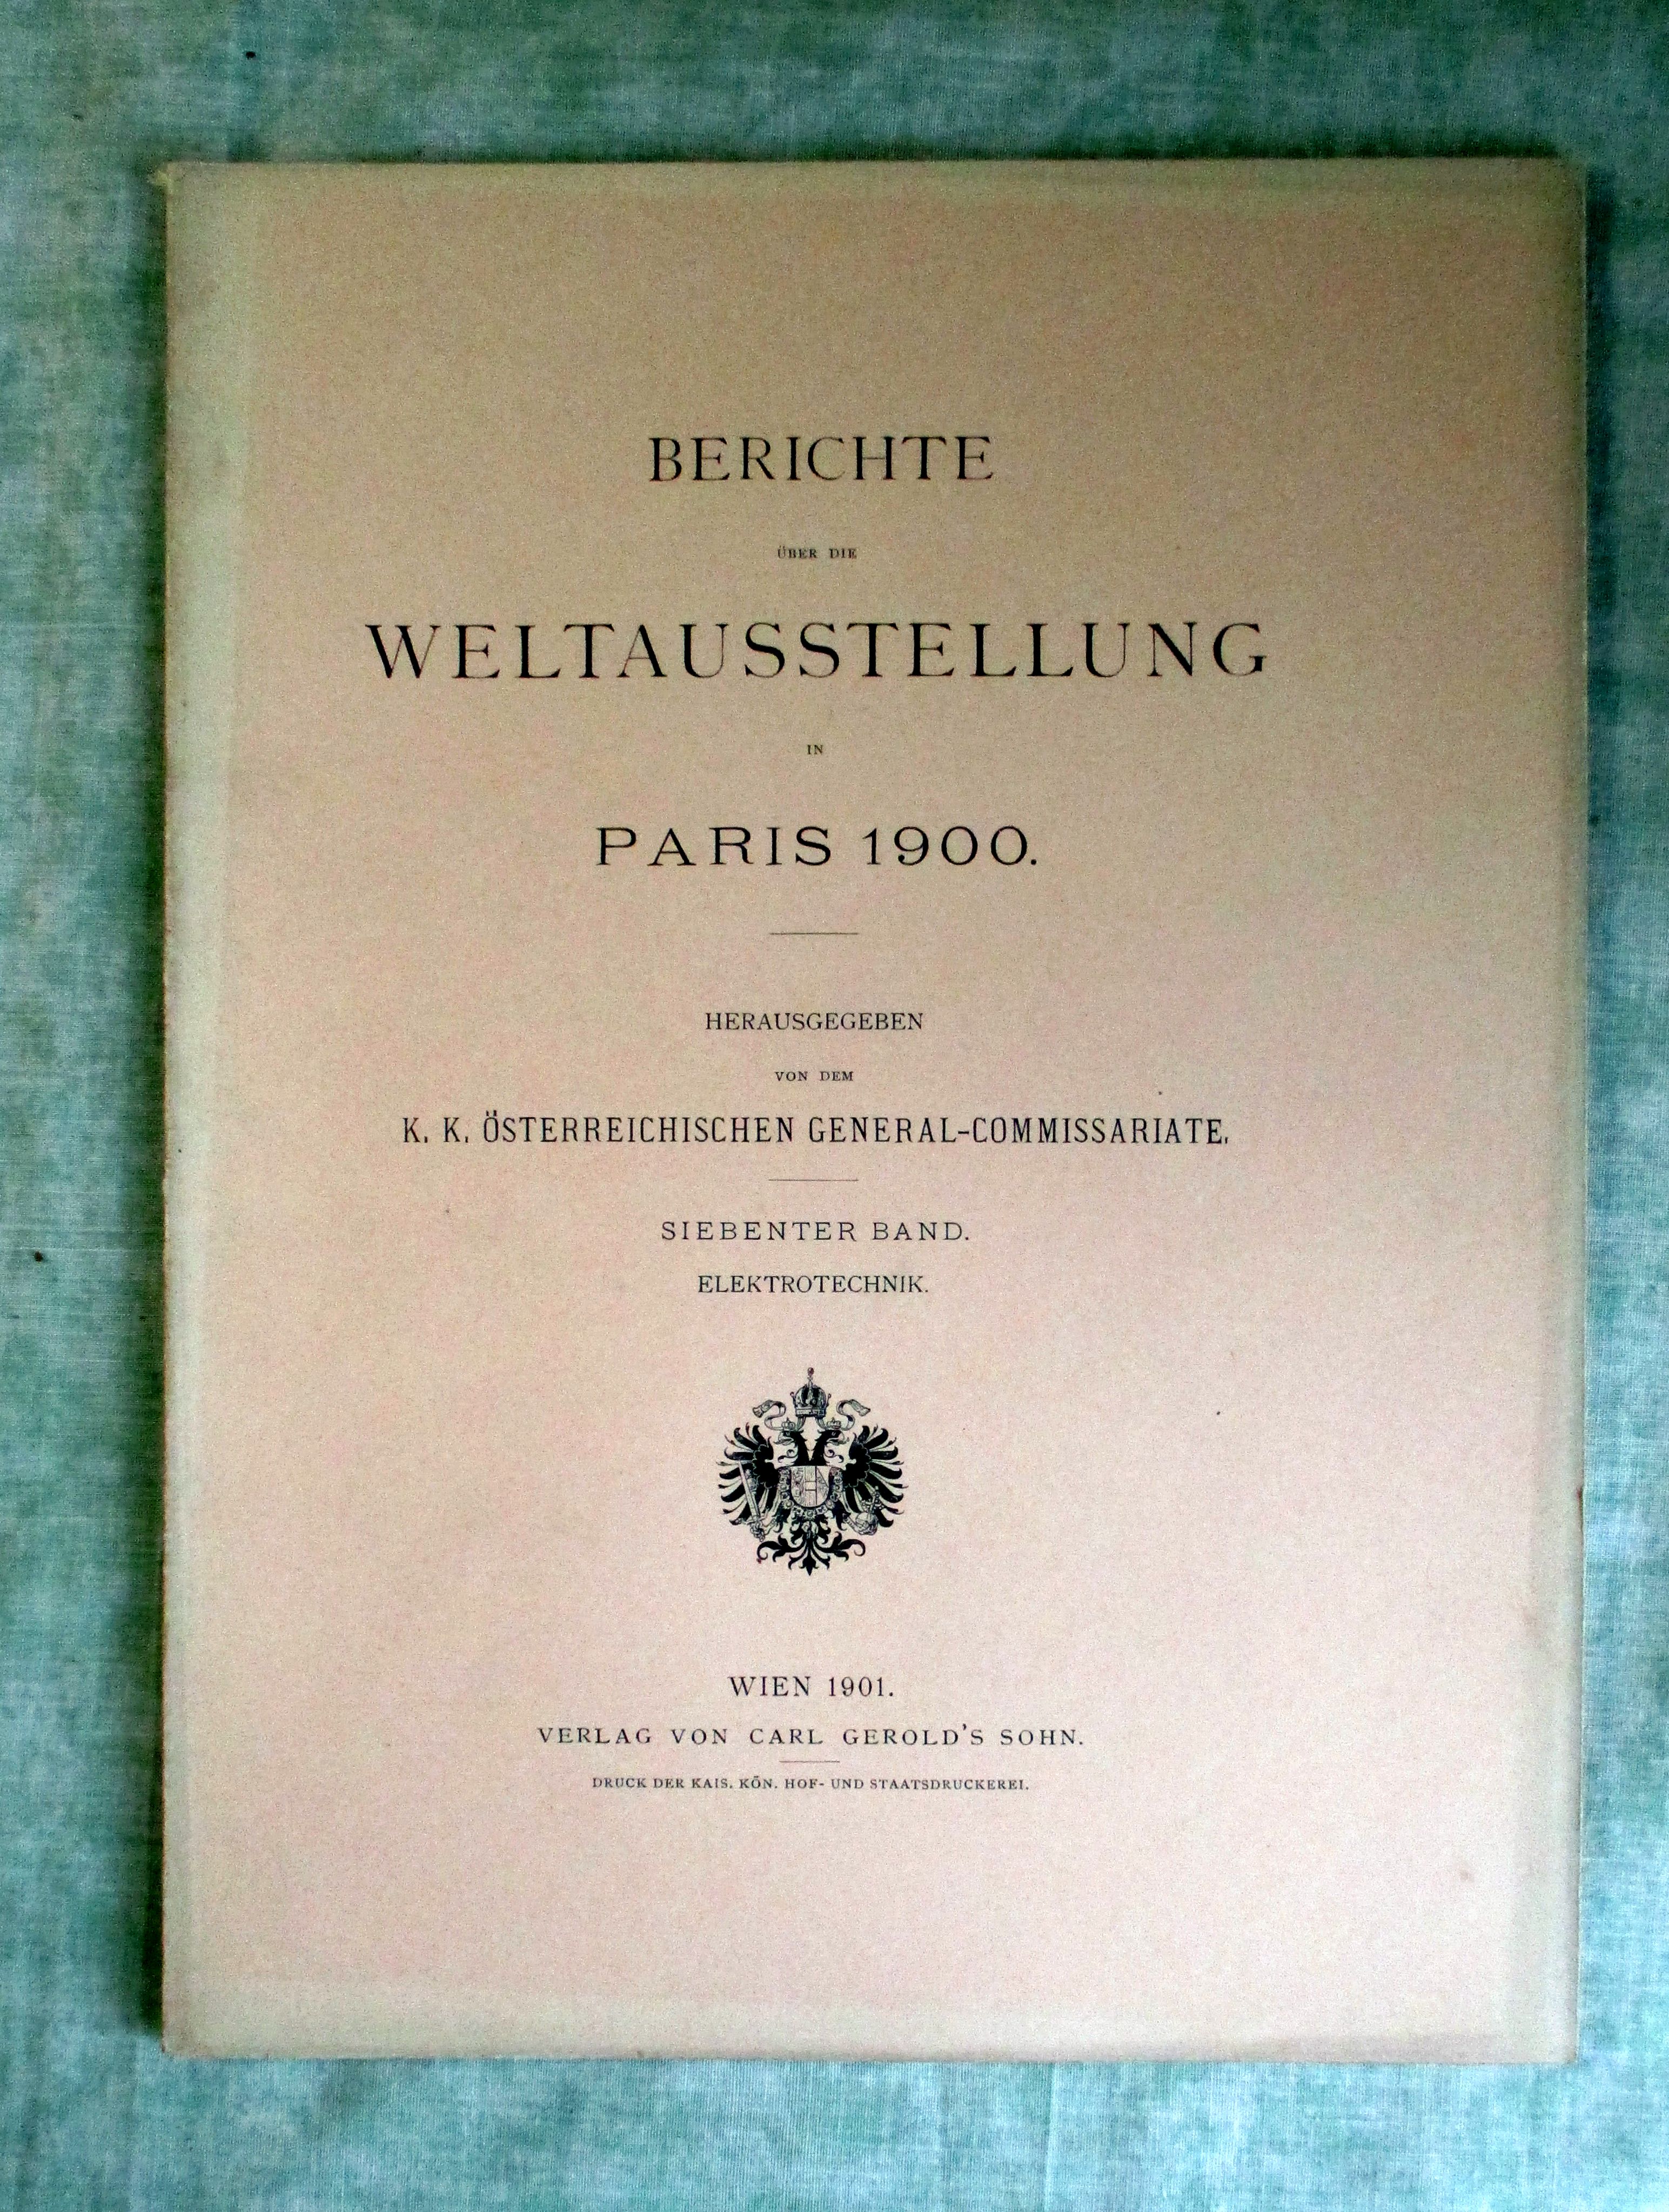 BERICHTE
ÜBER DIE
WELTAUSSTELLUNG
IN
PARIS 1900.
HERAUSGEGEBEN
VON DEM
K. K. ÖSTERREICHISCHEN GENERAL-COMMISSARIATE.
SIEBENTER BAND.
ELEKTROTECHNIK.
WIEN 1901.
VERLAG VON CARL GEROLD'S SOHN.
DRUCK DER KAIS. KÖN. HOF- UND STAATSDRUCKEREI.